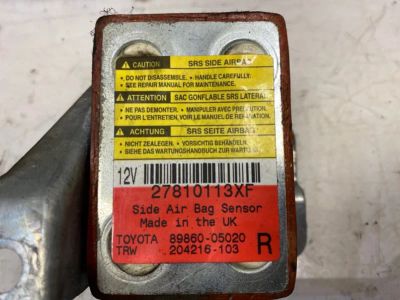 CAUTION SRS SIDE AIRBAG
• DO NOT DISASSEMBLE. • HANDLE CAREFULLY.
• SEE REPAIR MANUAL FOR MAINTENANCE.
ATTENTION SAC GONFLABLE SRS LATERAL
• NE PAS DEMONTER. • MANIPULER AVEC PRECAUTION.
• POUR L'ENTRETIEN, VOIR LE MANUEL DE REPARATION.
ACHTUNG SRS SEITE AIRBAG
• NICHT ZEALEGEN. • VORSICHTIG BEHANDELN.
• SIEHE DAS WARTUNGSHANDBUCH ZUR WARTUNG.
12V
27810113XF
Side Air Bag Sensor
Made in the UK
TOYOTA 89860-05020
TRW 204216-103 R